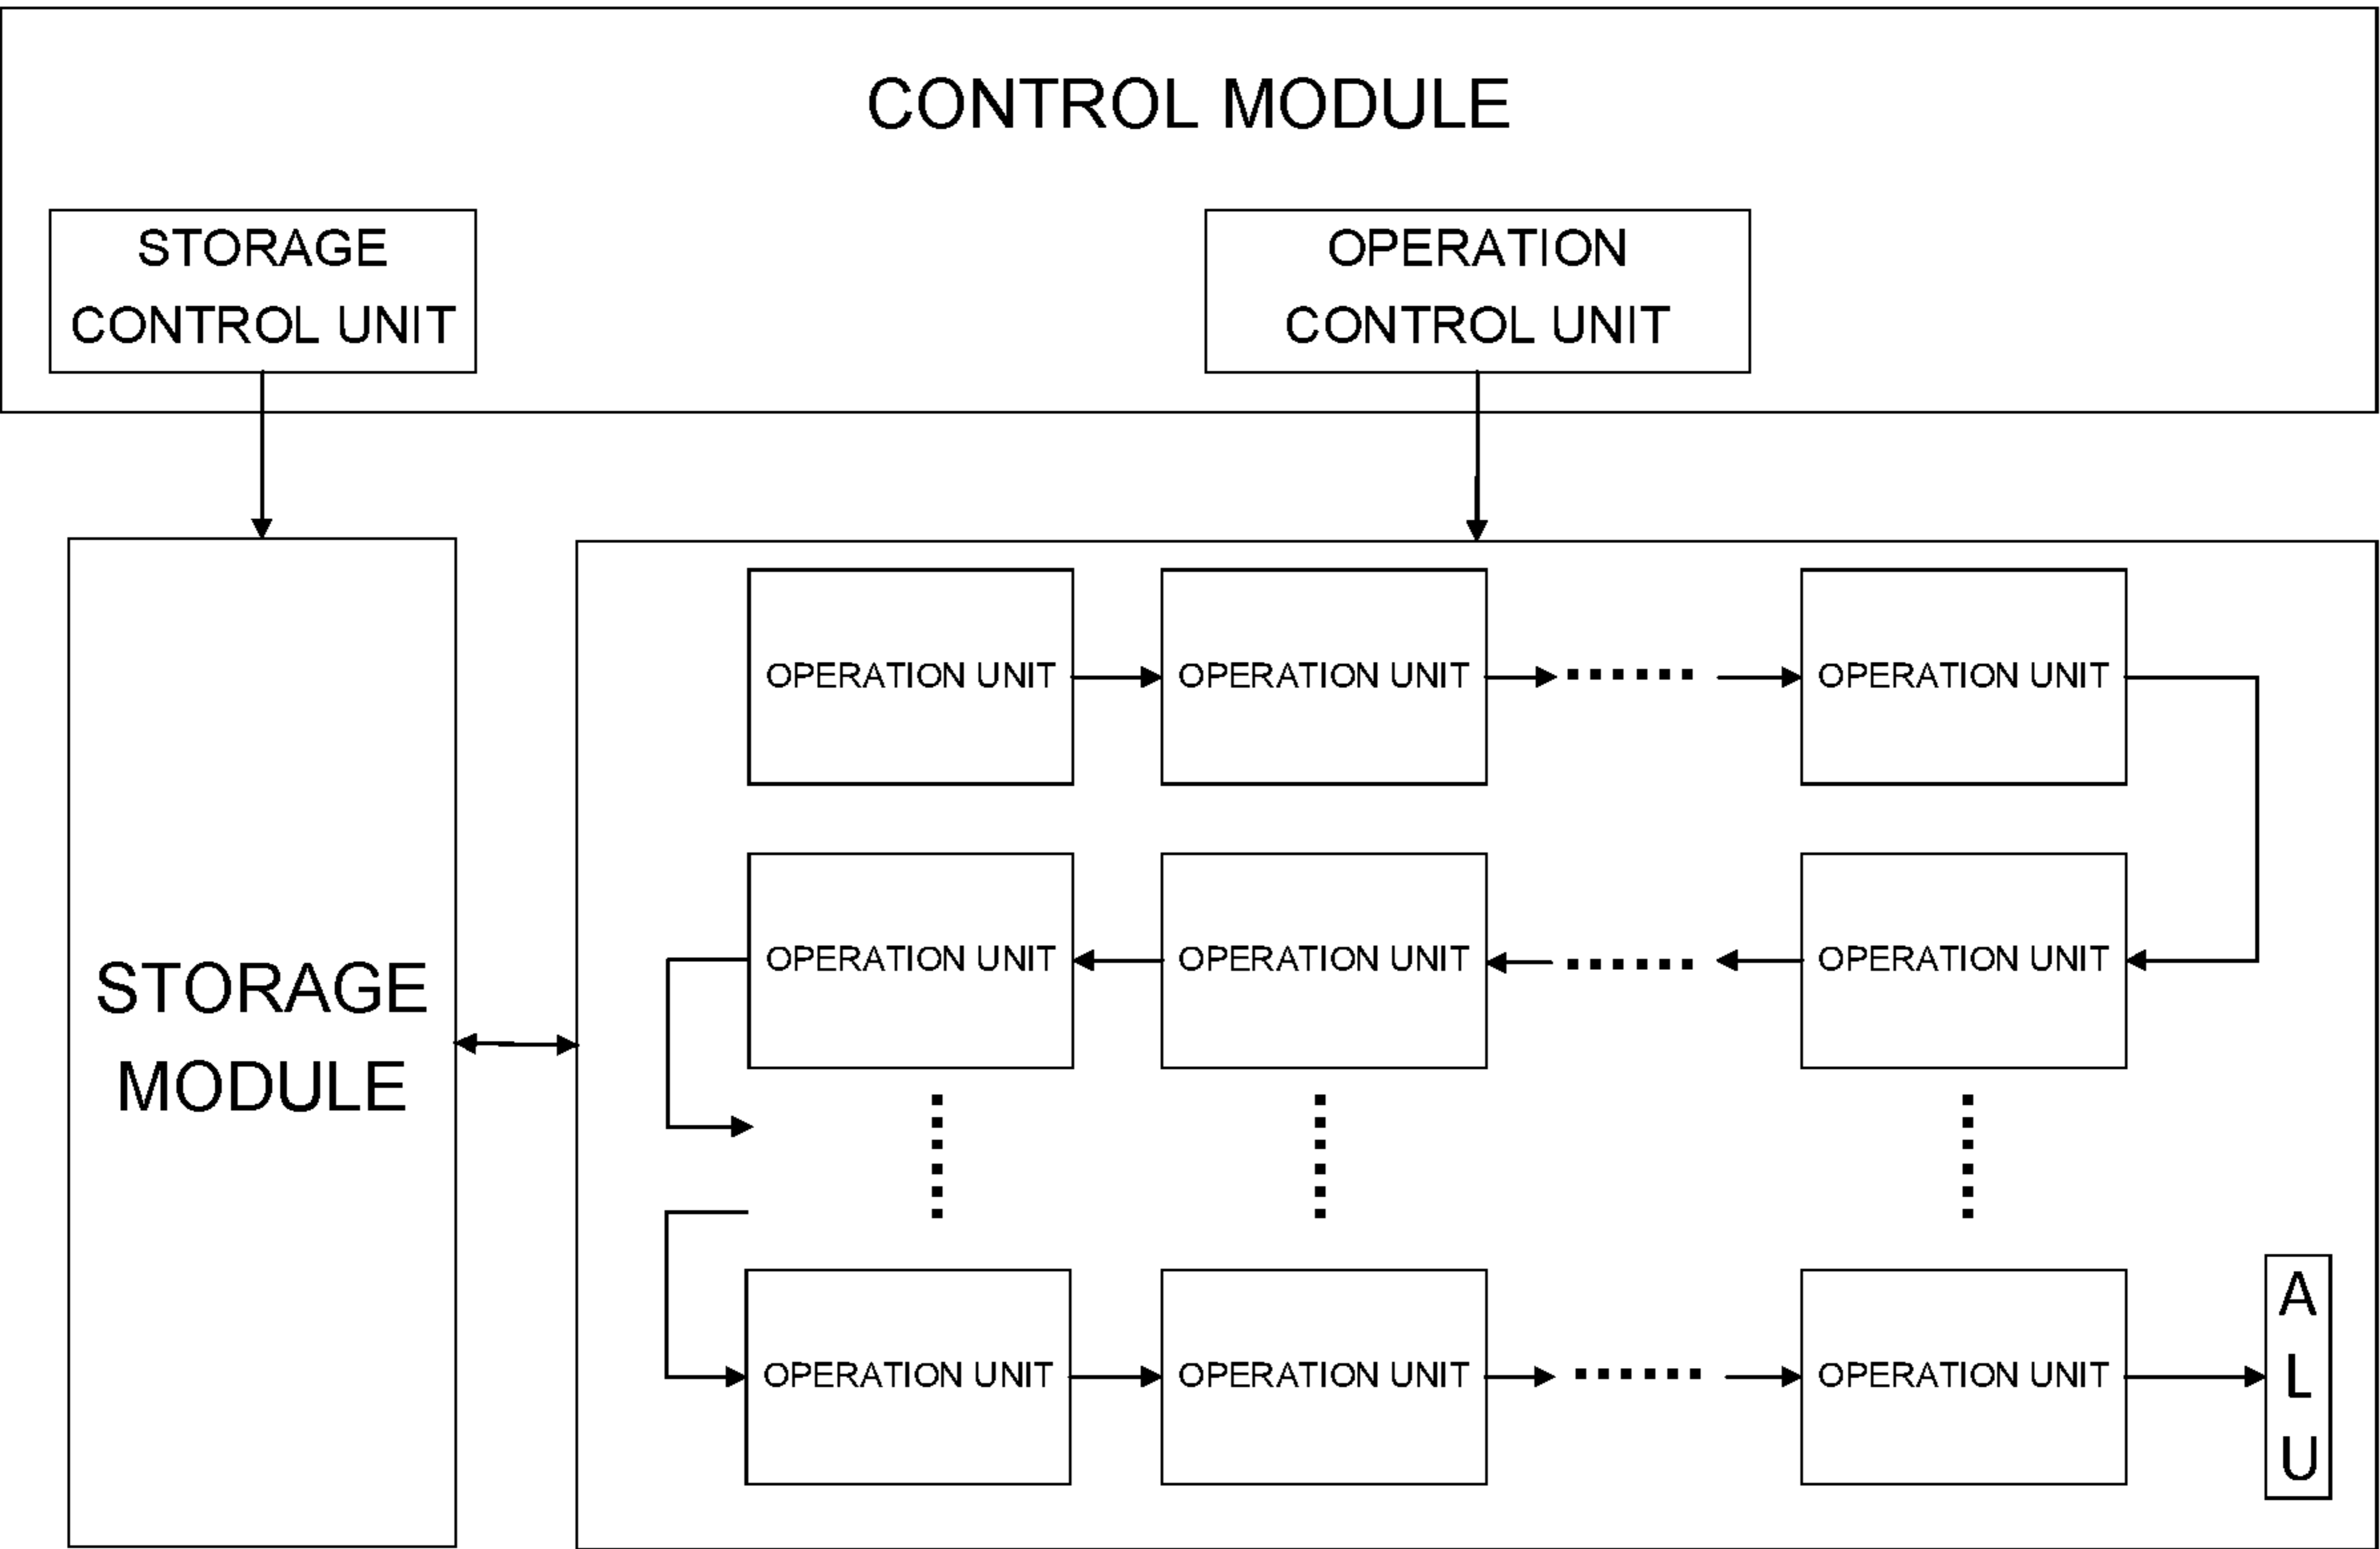 CONTROL MODULE
STORAGE
CONTROL UNIT
OPERATION
CONTROL UNIT
OPERATION UNIT
OPERATION UNIT
OPERATION UNIT
OPERATION UNIT
OPERATION UNIT
OPERATION UNIT
STORAGE
MODULE
OPERATION UNIT
OPERATION UNIT
OPERATION UNIT
A
L
U